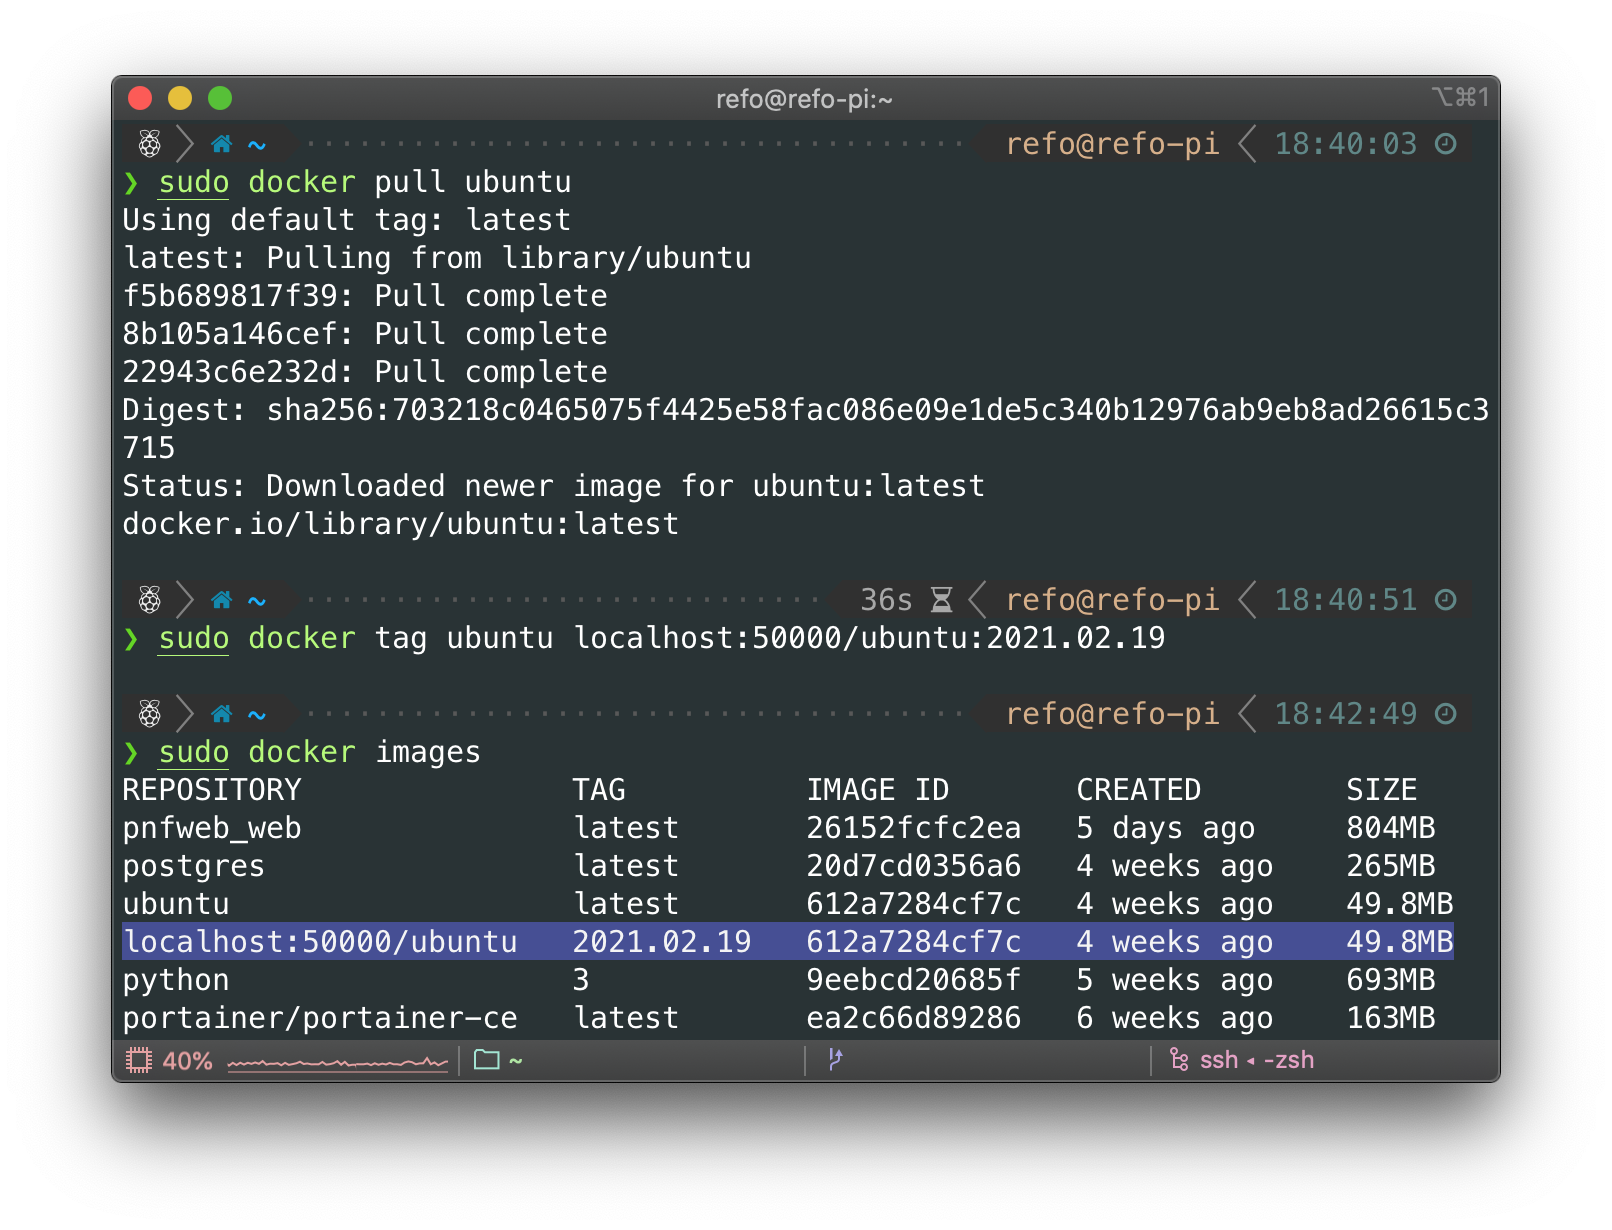 refo@refo-pi:~ ⌥⌘1
~ refo@refo-pi 18:40:03
❯ sudo docker pull ubuntu
Using default tag: latest
latest: Pulling from library/ubuntu
f5b689817f39: Pull complete
8b105a146cef: Pull complete
22943c6e232d: Pull complete
Digest: sha256:703218c0465075f4425e58fac086e09e1de5c340b12976ab9eb8ad26615c3
715
Status: Downloaded newer image for ubuntu:latest
docker.io/library/ubuntu:latest
~ 36s refo@refo-pi 18:40:51
❯ sudo docker tag ubuntu localhost:50000/ubuntu:2021.02.19
~ refo@refo-pi 18:42:49
❯ sudo docker images
REPOSITORY TAG IMAGE ID CREATED SIZE
pnfweb_web latest 26152fcfc2ea 5 days ago 804MB
postgres latest 20d7cd0356a6 4 weeks ago 265MB
ubuntu latest 612a7284cf7c 4 weeks ago 49.8MB
localhost:50000/ubuntu 2021.02.19 612a7284cf7c 4 weeks ago 49.8MB
python 3 9eebcd20685f 5 weeks ago 693MB
portainer/portainer-ce latest ea2c66d89286 6 weeks ago 163MB
40% ~ ssh ◂ -zsh